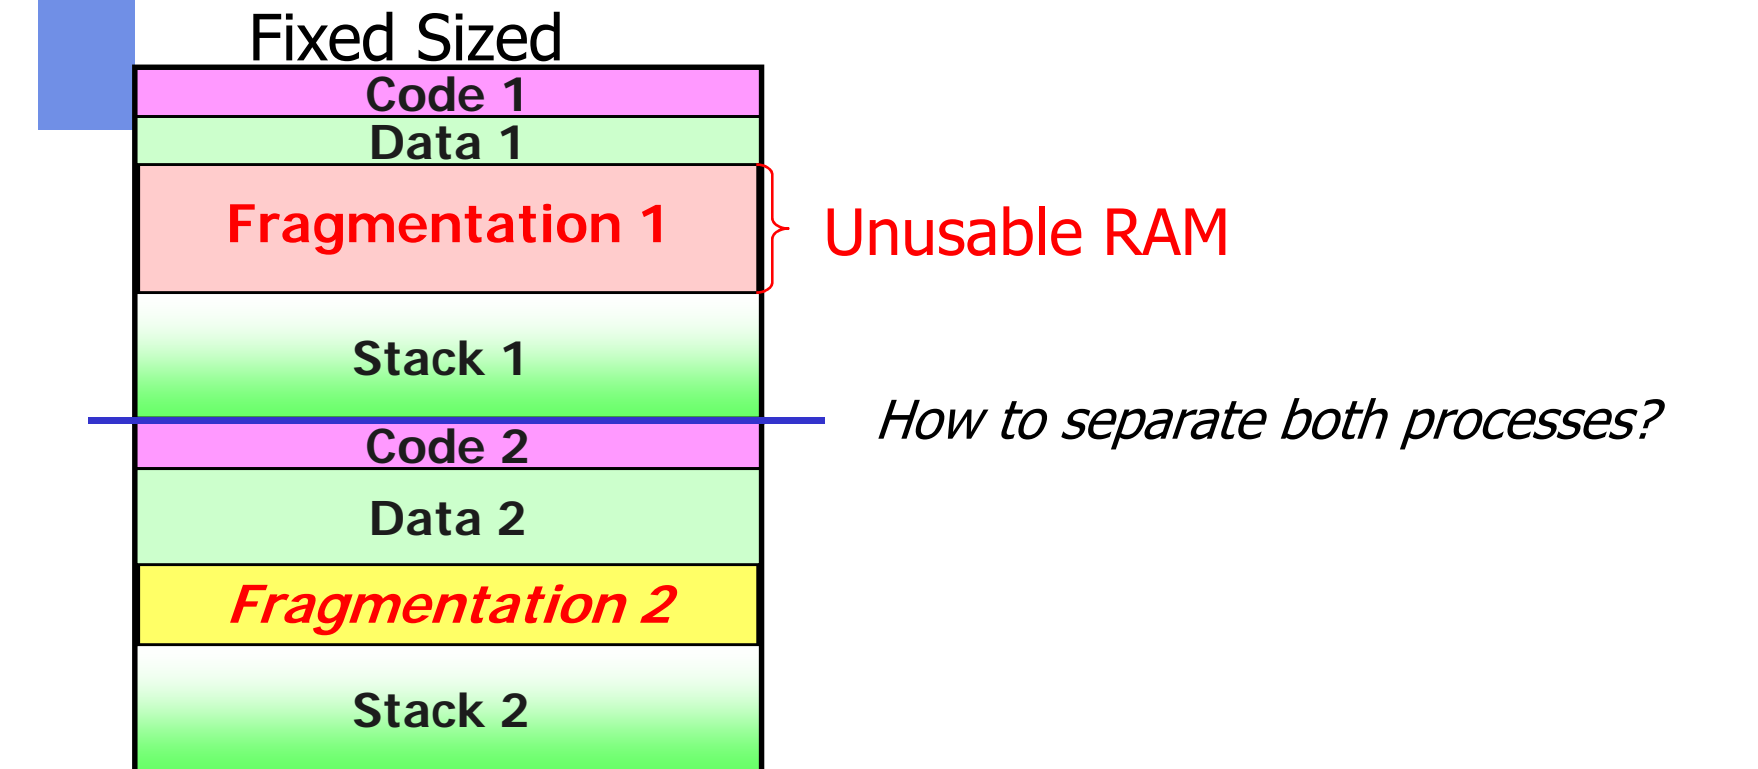 Fixed Sized
Code 1
Data 1
Fragmentation 1
Unusable RAM
Stack 1
How to separate both processes?
Code 2
Data 2
Fragmentation 2
Stack 2